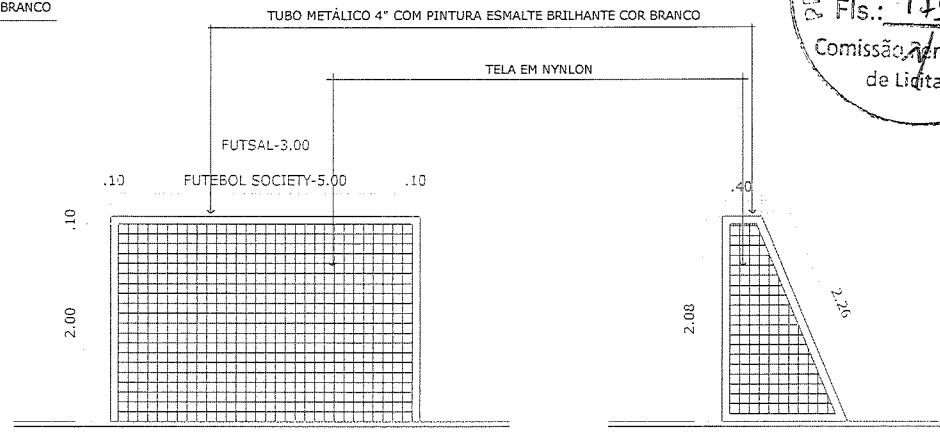 BRANCO
TUBO METÁLICO 4" COM PINTURA ESMALTE BRILHANTE COR BRANCO
Fls.:
Comissão
de
TELA EM NYNLON
FUTSAL-3.00
.10 FUTEBOL SOCIETY-5.00 .10
.40
.10
2.00
2.08
2.26